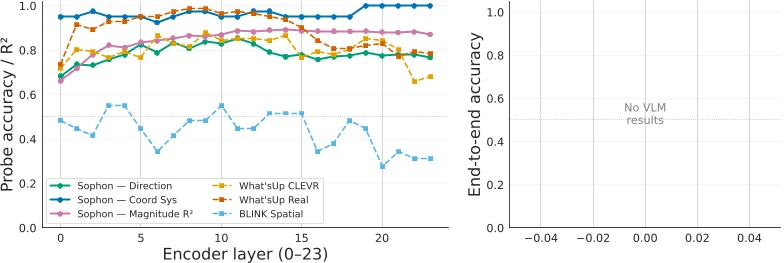 Probe accuracy / R²
1.0
0.8
0.6
0.4
0.2
0.0
Sophon — Direction
Sophon — Coord Sys
Sophon — Magnitude R²
What'sUp CLEVR
What'sUp Real
BLINK Spatial
0
5
10
15
20
Encoder layer (0–23)
End-to-end accuracy
1.0
0.8
0.6
0.4
0.2
0.0
No VLM
results
−0.04
−0.02
0.00
0.02
0.04